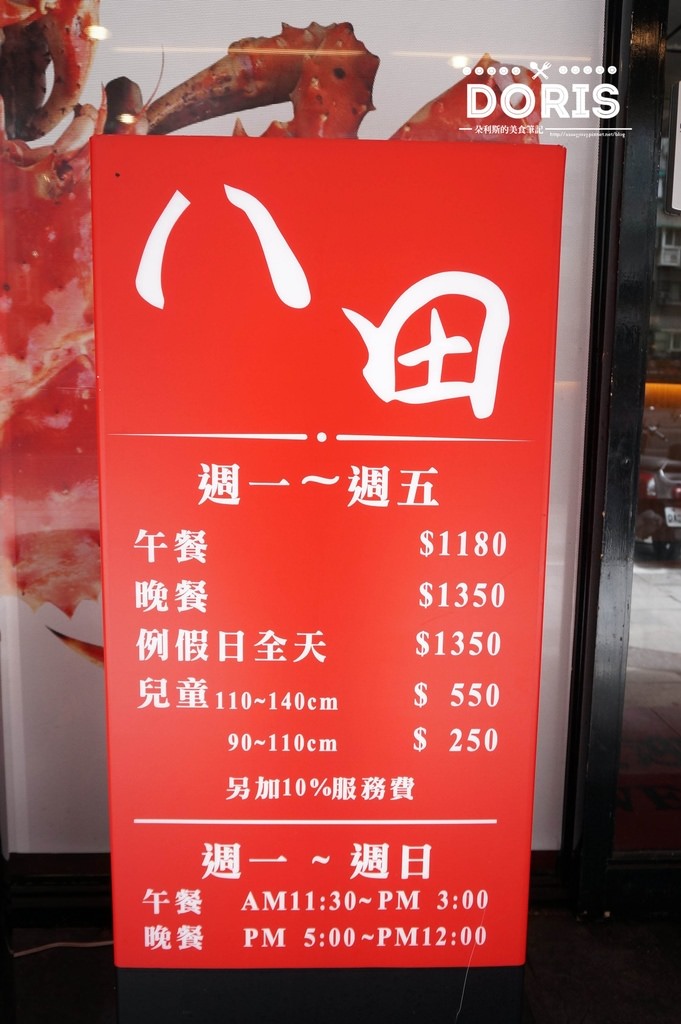 DORIS
朵利斯的美食筆記
八田
週一～週五
午餐 $1180
晚餐 $1350
例假日全天 $1350
兒童110~140cm $ 550
90~110cm $ 250
另加10%服務費
週一 ~ 週日
午餐 AM11:30~PM 3:00
晚餐 PM 5:00~PM12:00